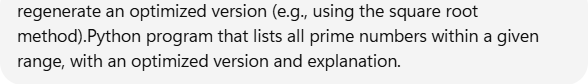 regenerate an optimized version (e.g., using the square root
method).Python program that lists all prime numbers within a given
range, with an optimized version and explanation.